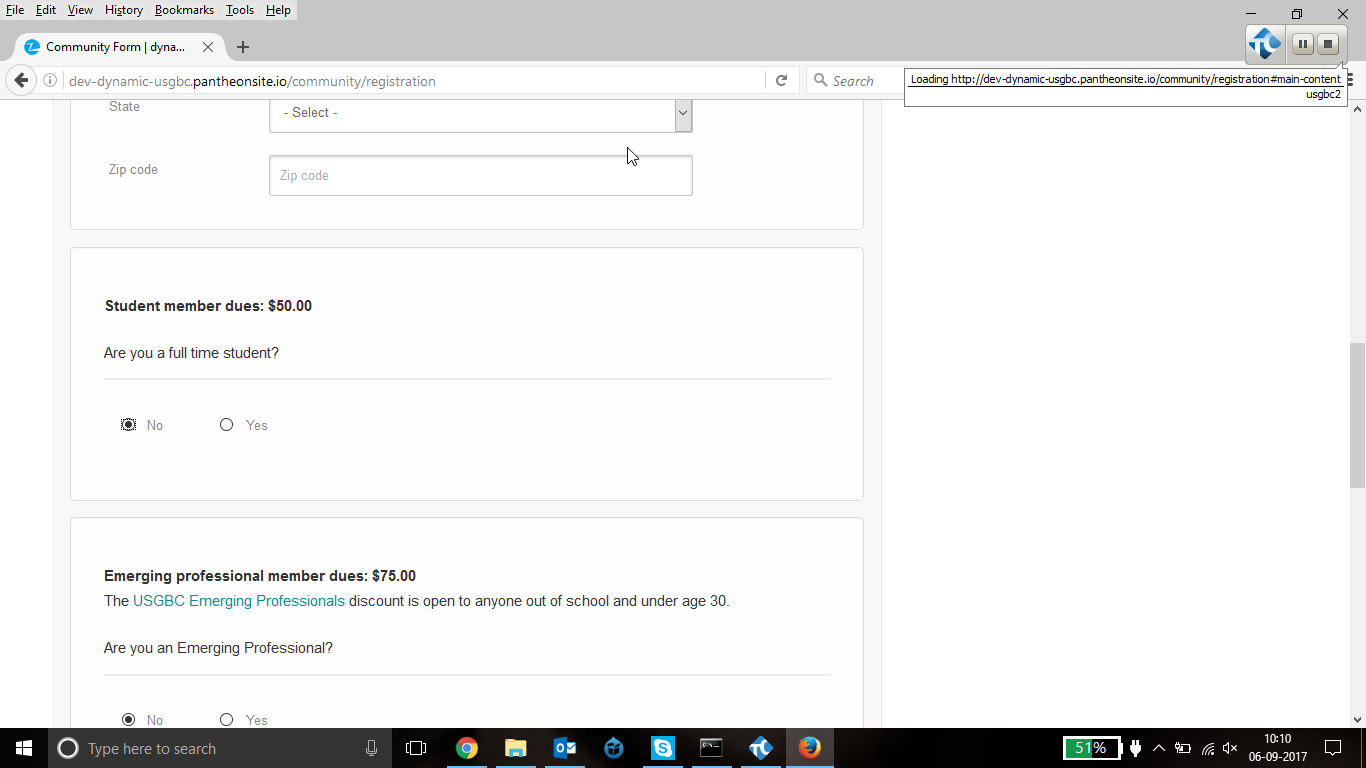 File Edit View History Bookmarks Tools Help
Community Form | dyna...
dev-dynamic-usgbc.pantheonsite.io/community/registration
Search
Loading http://dev-dynamic-usgbc.pantheonsite.io/community/registration#main-content
usgbc2
State
- Select -
Zip code
Zip code
Student member dues: $50.00
Are you a full time student?
No Yes
Emerging professional member dues: $75.00
The USGBC Emerging Professionals discount is open to anyone out of school and under age 30.
Are you an Emerging Professional?
No Yes
Type here to search
51%
10:10
06-09-2017